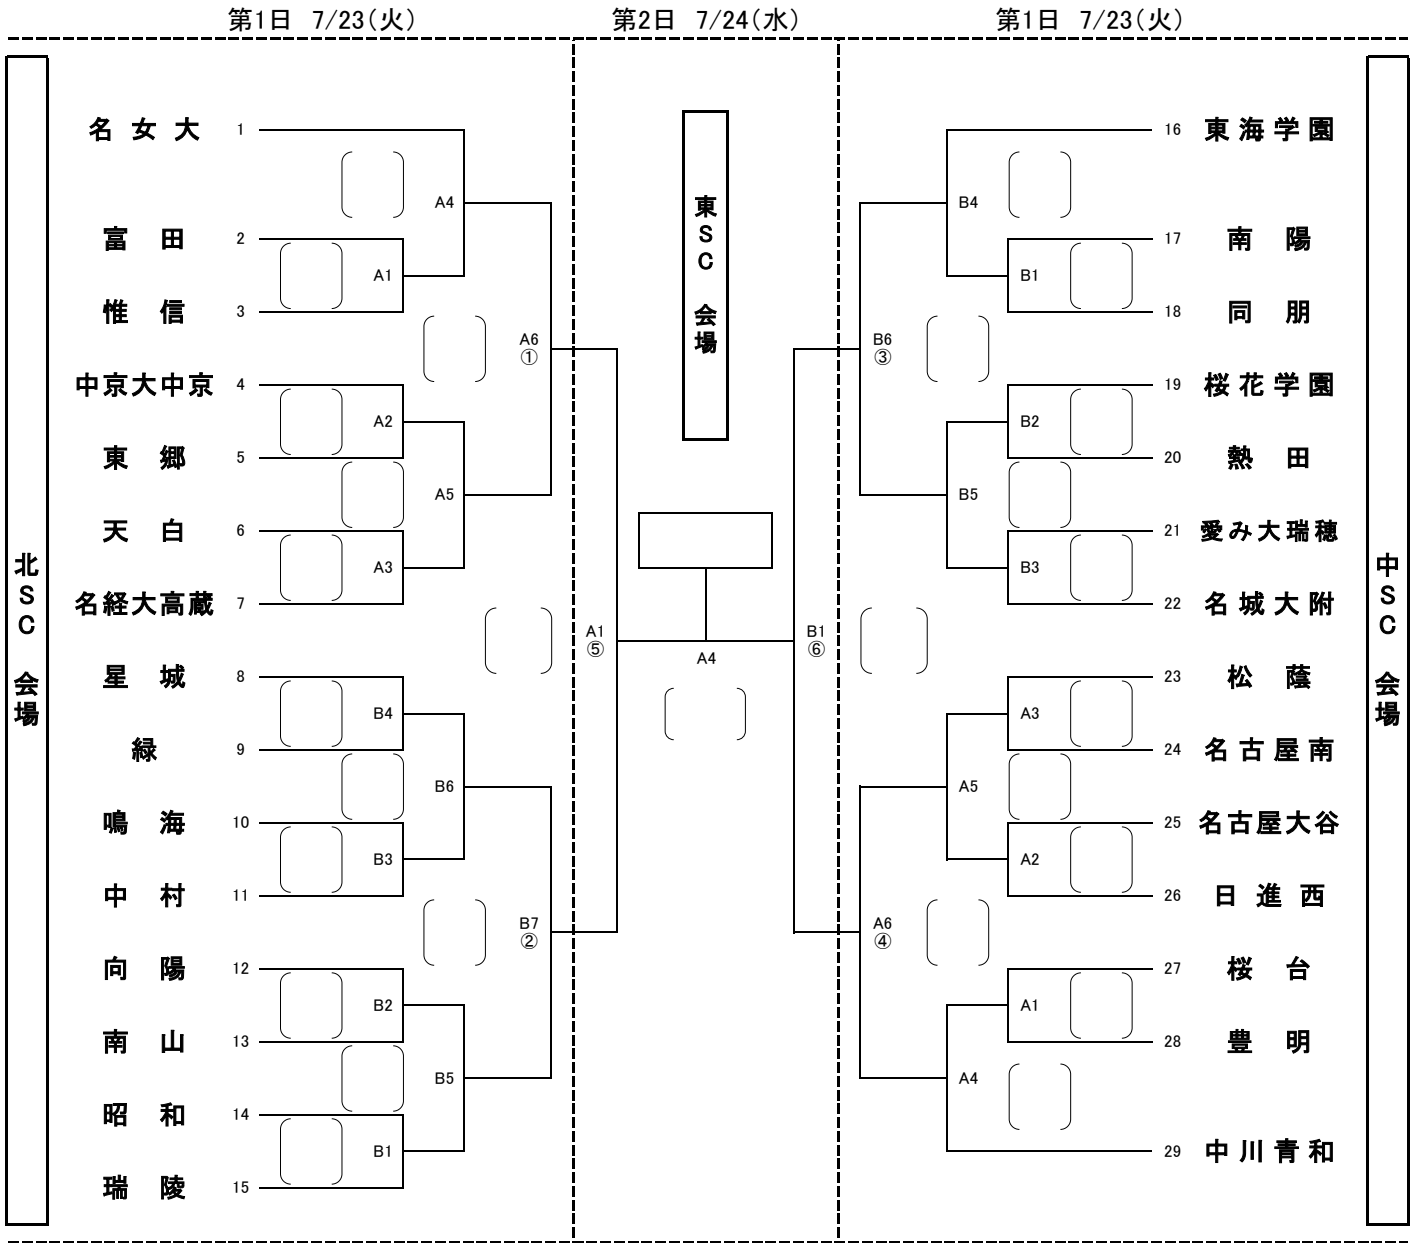 第1日 7/23(火)
第2日 7/24(水)
第1日 7/23(火)
北SC 会場
名女大 1
富田 2
惟信 3
中京大中京 4
東郷 5
天白 6
名経大高蔵 7
星城 8
緑 9
鳴海 10
中村 11
向陽 12
南山 13
昭和 14
瑞陵 15
A4
A1
A6
①
A2
A5
A3
B4
B6
B3
B7
②
B2
B5
B1
A1
⑤
東SC 会場
A4
B1
⑥
B4
B1
B6
③
B2
B5
B3
A3
A5
A2
A6
④
A1
A4
16 東海学園
17 南陽
18 同朋
19 桜花学園
20 熱田
21 愛み大瑞穂
22 名城大附
23 松蔭
24 名古屋南
25 名古屋大谷
26 日進西
27 桜台
28 豊明
29 中川青和
中SC 会場